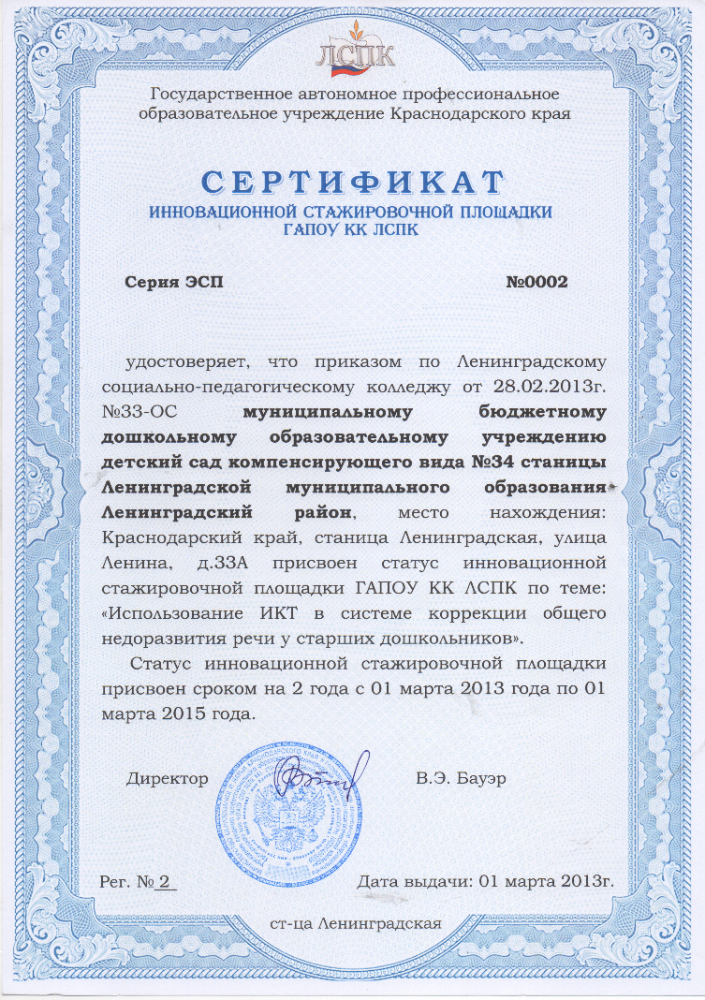 ЛСПК
Государственное автономное профессиональное
образовательное учреждение Краснодарского края
СЕРТИФИКАТ
ИННОВАЦИОННОЙ СТАЖИРОВОЧНОЙ ПЛОЩАДКИ
ГАПОУ КК ЛСПК
Серия ЭСП №0002
удостоверяет, что приказом по Ленинградскому
социально-педагогическому колледжу от 28.02.2013г.
№33-ОС муниципальному бюджетному
дошкольному образовательному учреждению
детский сад компенсирующего вида №34 станицы
Ленинградской муниципального образования
Ленинградский район, место нахождения:
Краснодарский край, станица Ленинградская, улица
Ленина, д.33А присвоен статус инновационной
стажировочной площадки ГАПОУ КК ЛСПК по теме:
«Использование ИКТ в системе коррекции общего
недоразвития речи у старших дошкольников».
Статус инновационной стажировочной площадки
присвоен сроком на 2 года с 01 марта 2013 года по 01
марта 2015 года.
Директор В.Э. Бауэр
Рег. № 2 Дата выдачи: 01 марта 2013г.
ст-ца Ленинградская